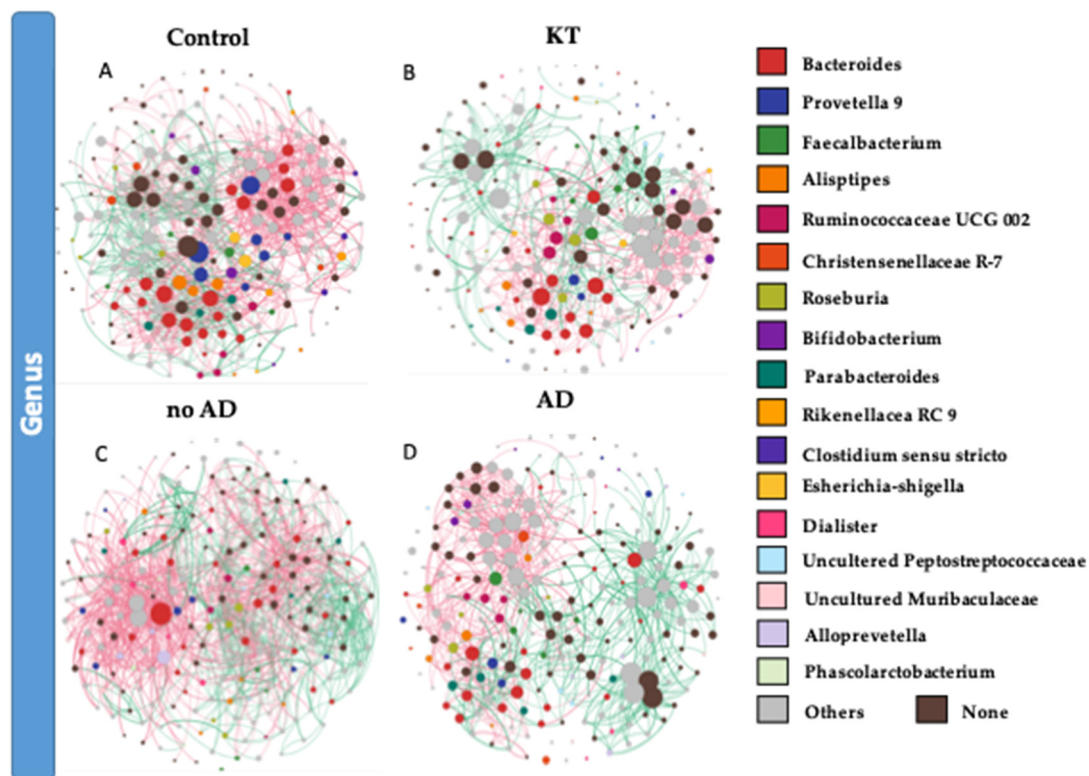 Genus
Control
KT
A
B
no AD
AD
C
D
Bacteroides
Provetella 9
Faecalbacterium
Alisptipes
Ruminococcaceae UCG 002
Christensenellaceae R-7
Roseburia
Bifidobacterium
Parabacteroides
Rikenellacea RC 9
Clostidium sensu stricto
Esherichia-shigella
Dialister
Uncultured Peptostreptococcaceae
Uncultured Muribaculaceae
Alloprevetella
Phascolarctobacterium
Others None